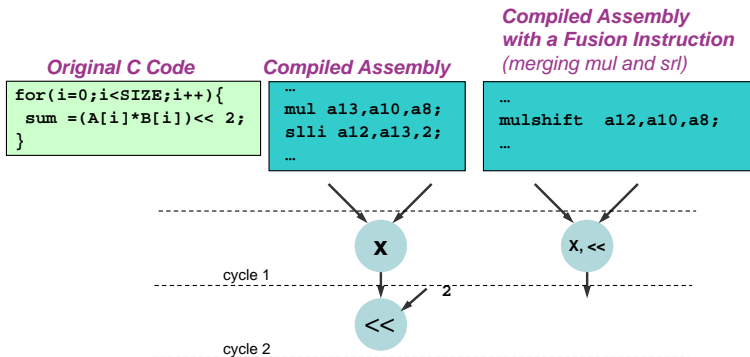 Original C Code
for(i=0;i<SIZE;i++){
sum =(A[i]*B[i])<< 2;
}
Compiled Assembly
…
mul a13,a10,a8;
slli a12,a13,2;
…
Compiled Assembly
with a Fusion Instruction
(merging mul and srl)
…
mulshift a12,a10,a8;
…
X
X, <<
cycle 1
2
<<
cycle 2